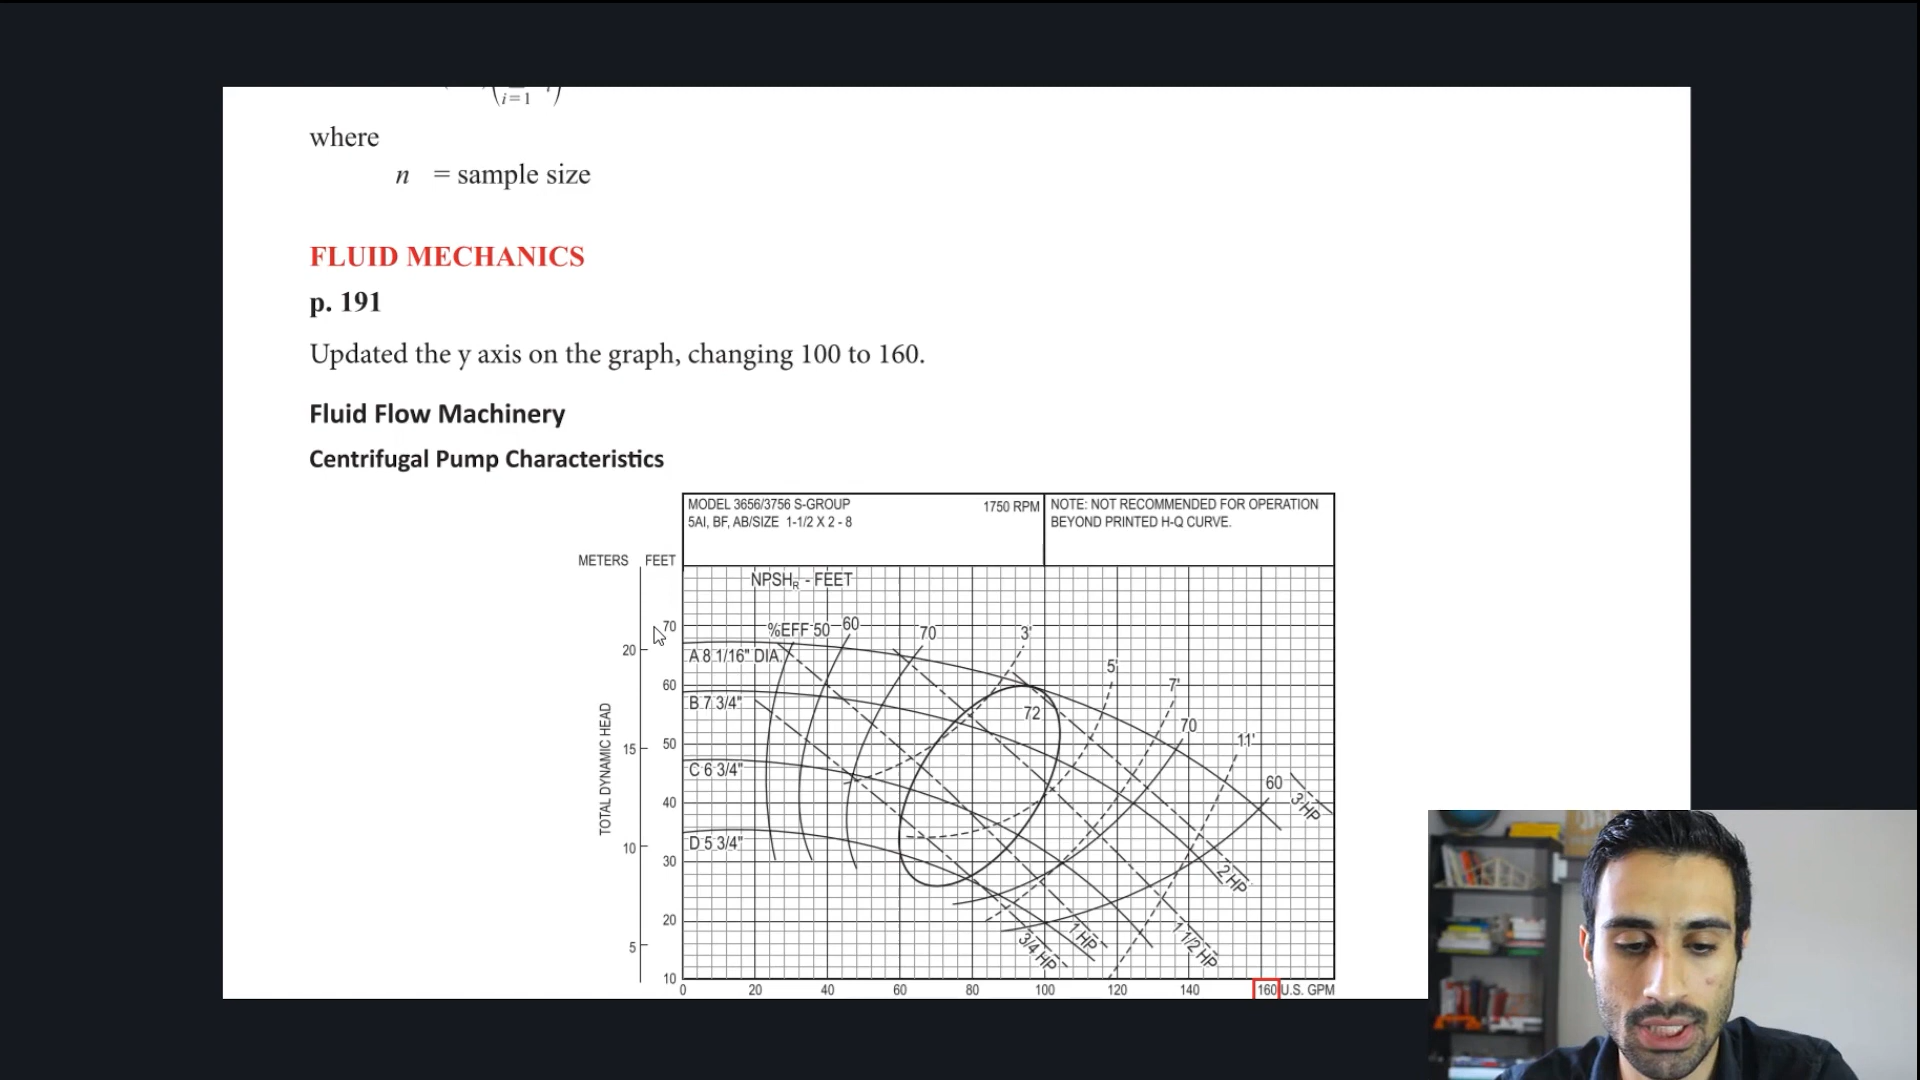 i=1
where
n = sample size
FLUID MECHANICS
p. 191
Updated the y axis on the graph, changing 100 to 160.
Fluid Flow Machinery
Centrifugal Pump Characteristics
MODEL 3656/3756 S-GROUP
5AI, BF, AB/SIZE 1-1/2 X 2 - 8
1750 RPM
NOTE: NOT RECOMMENDED FOR OPERATION
BEYOND PRINTED H-Q CURVE.
METERS FEET
NPSHR - FEET
%EFF 50 60 70 3'
70
20
A 8 1/16" DIA.
5'
60
7'
B 7 3/4"
72
70
50
15
11'
C 6 3/4"
60
3 HP
40
TOTAL DYNAMIC HEAD
D 5 3/4"
10
30
2 HP
20
5
3/4 HP
1 HP
1 1/2 HP
10
0 20 40 60 80 100 120 140 160 U.S. GPM